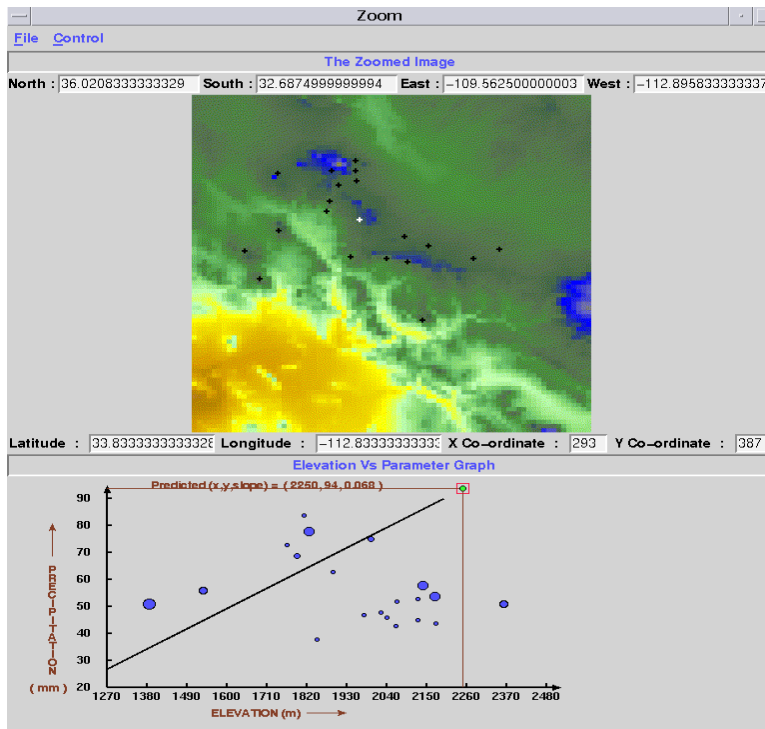 Zoom
File Control
The Zoomed Image
North : 36.0208333333329 South : 32.6874999999994 East : -109.562500000003 West : -112.895833333337
Latitude : 33.8333333333328 Longitude : -112.833333333333 X Co-ordinate : 293 Y Co-ordinate : 387
Elevation Vs Parameter Graph
Predicted (x,y,slope) = ( 2250, 94, 0.068 )
90
80
70
60
50
40
30
20
PRECIPITATION
( mm )
1270 1380 1490 1600 1710 1820 1930 2040 2150 2260 2370 2480
ELEVATION (m)